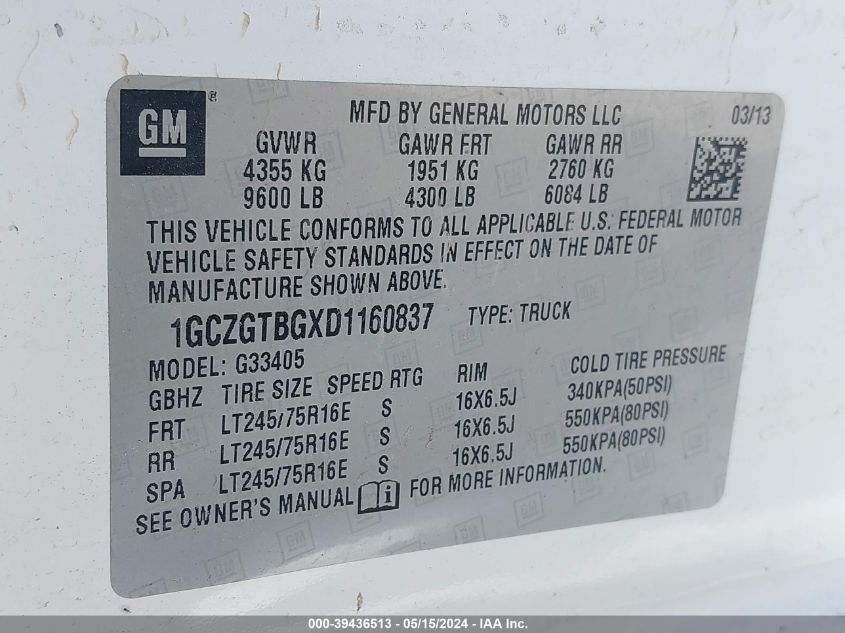 GM ® MFD BY GENERAL MOTORS LLC 03/13
GVWR GAWR FRT GAWR RR
4355 KG 1951 KG 2760 KG
9600 LB 4300 LB 6084 LB
THIS VEHICLE CONFORMS TO ALL APPLICABLE U.S. FEDERAL MOTOR
VEHICLE SAFETY STANDARDS IN EFFECT ON THE DATE OF
MANUFACTURE SHOWN ABOVE.
1GCZGTBGXD1160837 TYPE: TRUCK
MODEL: G33405
GBHZ TIRE SIZE SPEED RTG RIM COLD TIRE PRESSURE
FRT LT245/75R16E S 16X6.5J 340KPA(50PSI)
RR LT245/75R16E S 16X6.5J 550KPA(80PSI)
SPA LT245/75R16E S 16X6.5J 550KPA(80PSI)
SEE OWNER'S MANUAL i FOR MORE INFORMATION.
000-39436513 - 05/15/2024 - IAA Inc.